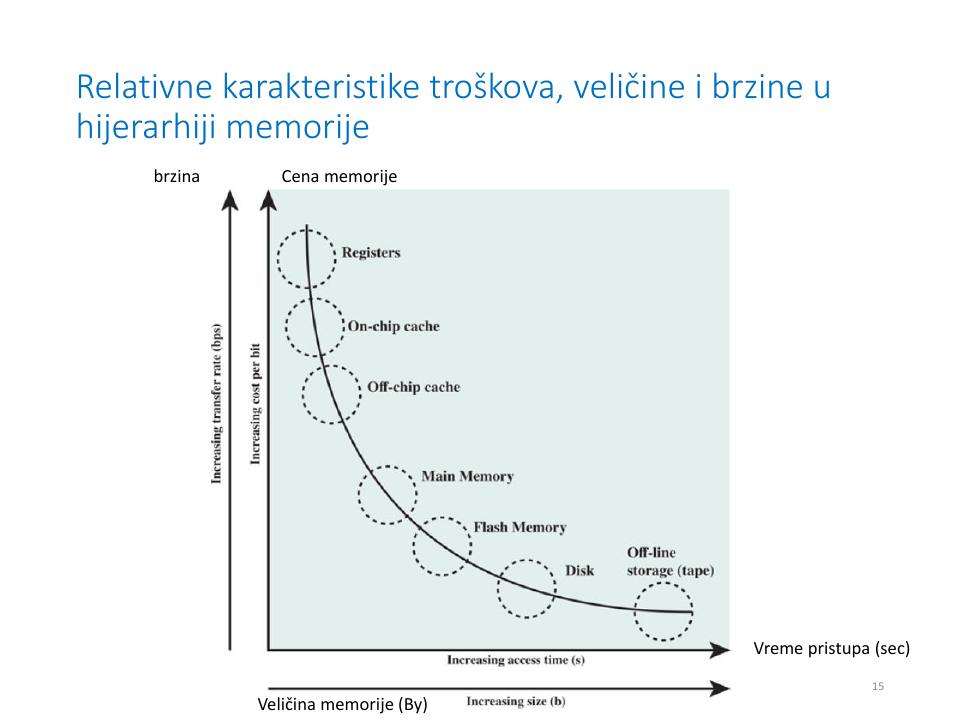 Relativne karakteristike troškova, veličine i brzine u
hijerarhiji memorije
brzina
Cena memorije
Registers
On-chip cache
Off-chip cache
Increasing transfer rate (bps)
Increasing cost per bit
Main Memory
Flash Memory
Disk
Off-line
storage (tape)
Increasing access time (s)
Vreme pristupa (sec)
Increasing size (b)
Veličina memorije (By)
15